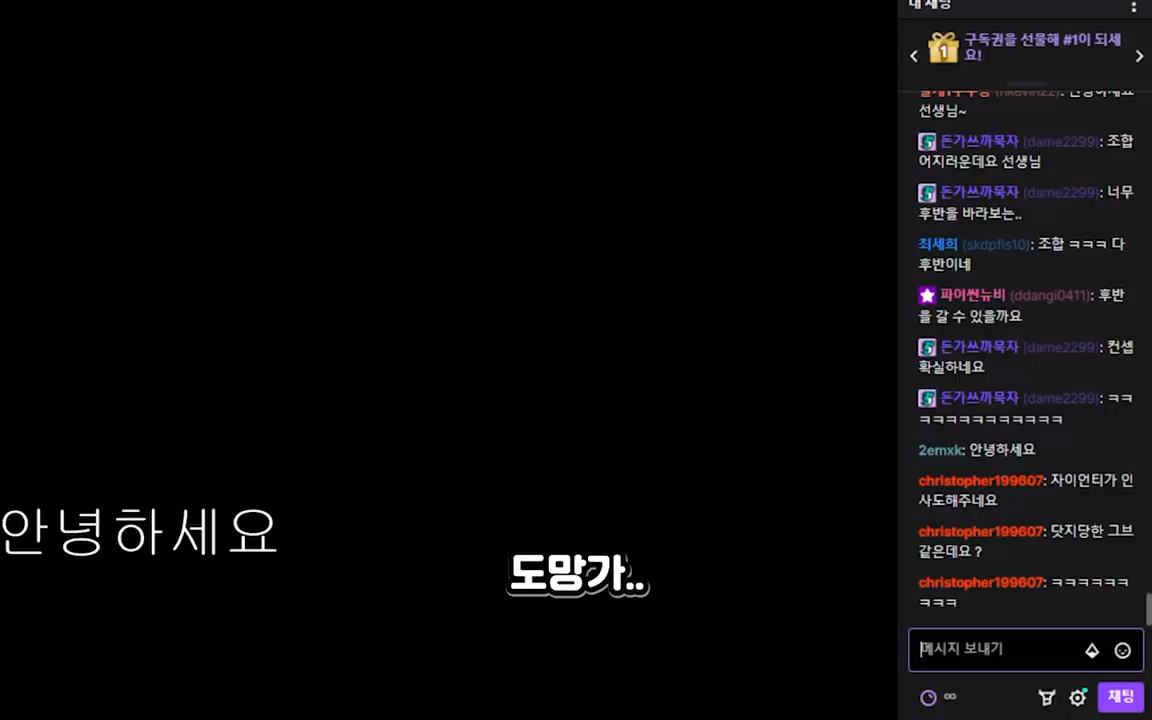 내 채팅
구독권을 선물해 #1이 되세
요!
선생님~
돈가쓰까묵자 (dame2299): 조합
어지러운데요 선생님
돈가쓰까묵자 (dame2299): 너무
후반을 바라보는..
최세희 (skdpfls10): 조합 ㅋㅋㅋ 다
후반이네
파이썬뉴비 (ddangi0411): 후반
을 갈 수 있을까요
돈가쓰까묵자 (dame2299): 컨셉
확실하네요
돈가쓰까묵자 (dame2299): ㅋㅋ
ㅋㅋㅋㅋㅋㅋㅋㅋㅋㅋㅋ
2emxk: 안녕하세요
christopher199607: 자이언티가 인
사도해주네요
christopher199607: 닷지당한 그브
같은데요 ?
christopher199607: ㅋㅋㅋㅋㅋㅋ
ㅋㅋㅋ
안녕하세요
도망가..
메시지 보내기
채팅